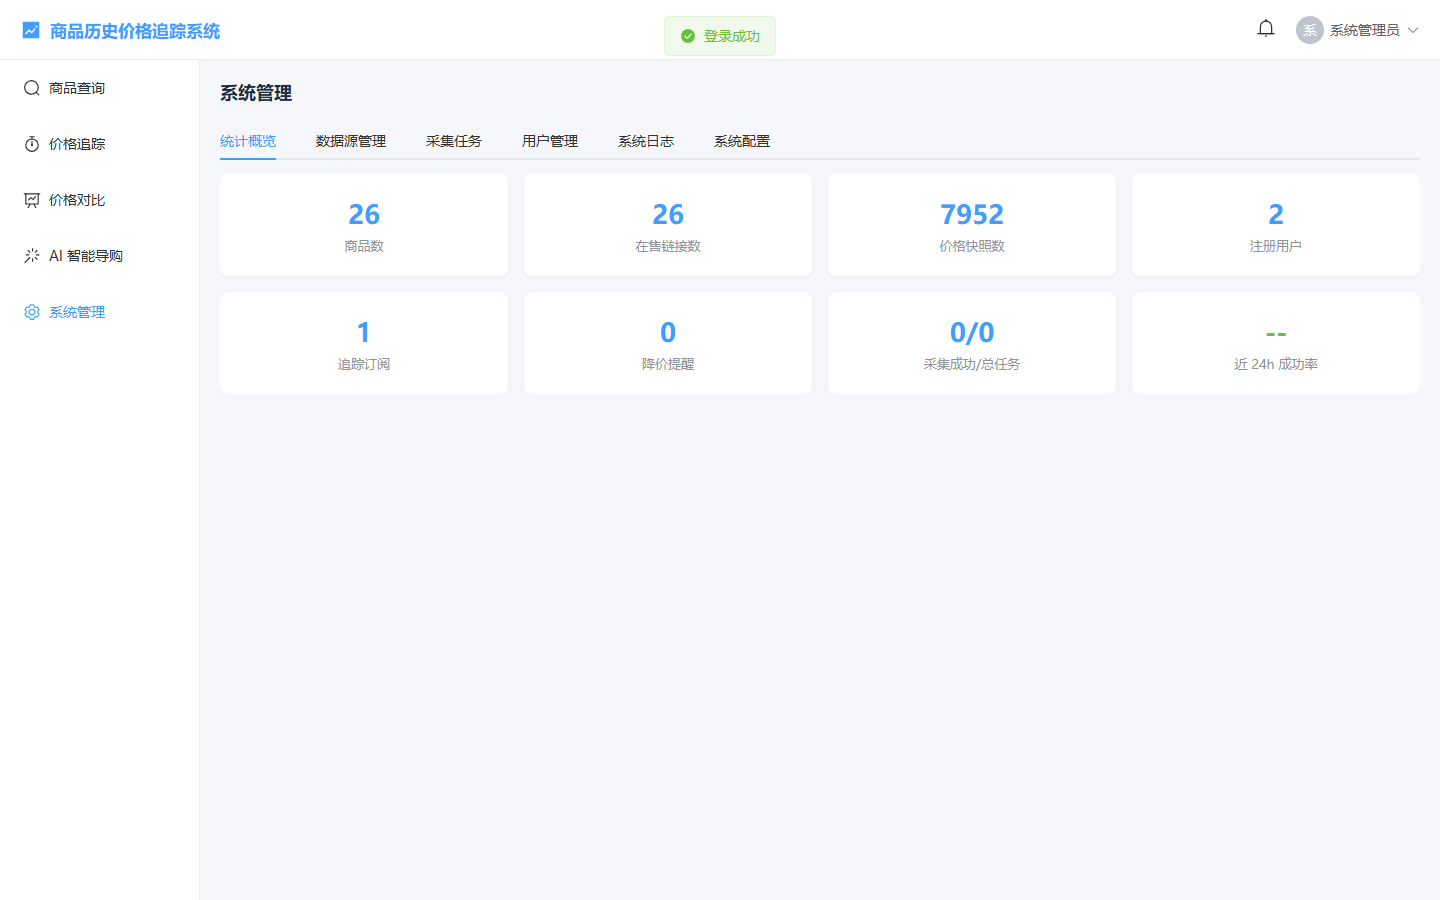 商品历史价格追踪系统
登录成功
系
系统管理员
商品查询
价格追踪
价格对比
AI 智能导购
系统管理
系统管理
统计概览
数据源管理
采集任务
用户管理
系统日志
系统配置
26
商品数
26
在售链接数
7952
价格快照数
2
注册用户
1
追踪订阅
0
降价提醒
0/0
采集成功/总任务
--
近 24h 成功率